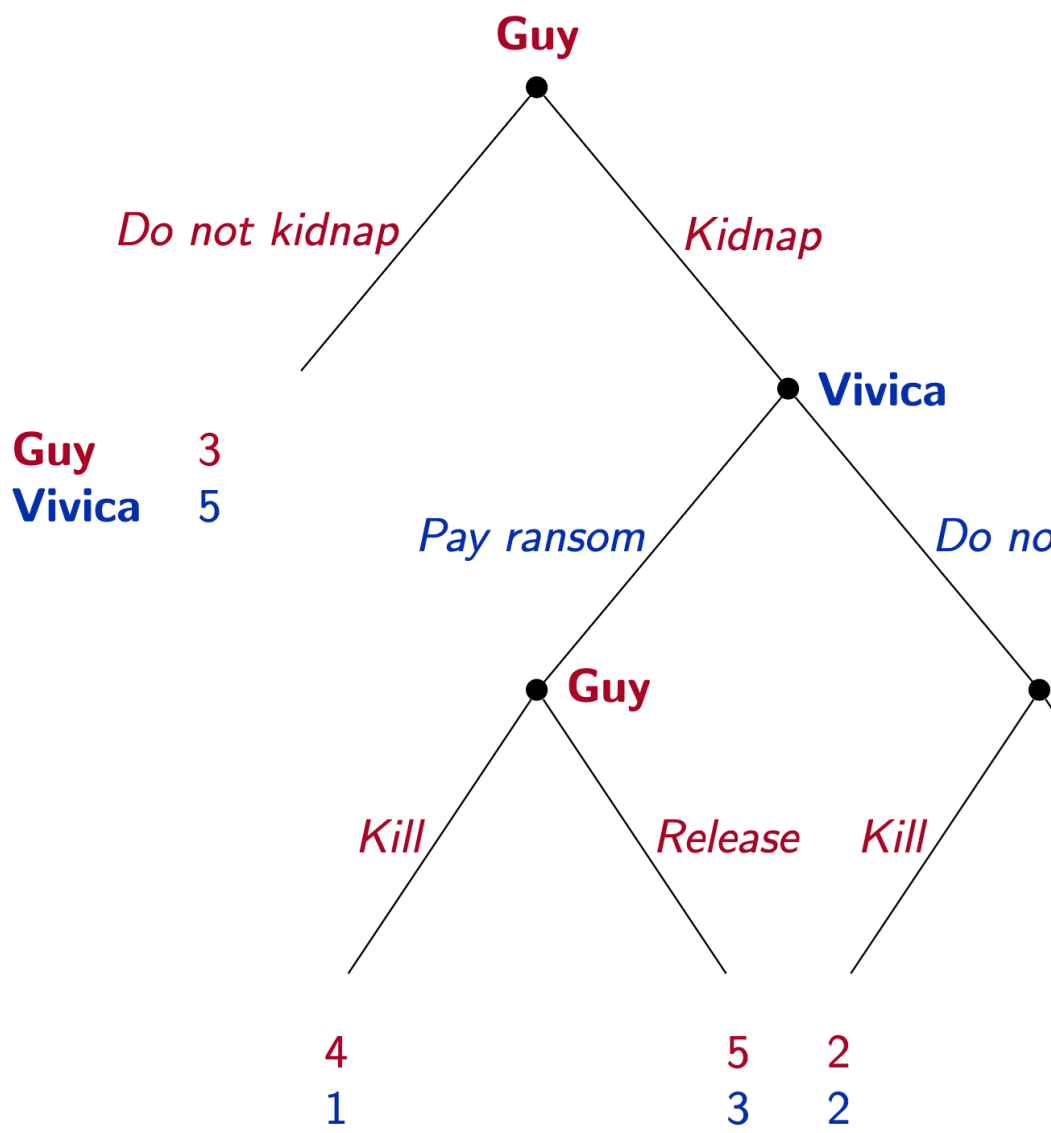 Guy
Do not kidnap
Kidnap
Vivica
Guy 3
Vivica 5
Pay ransom
Do no
Guy
Kill
Release
Kill
4
5
2
1
3
2